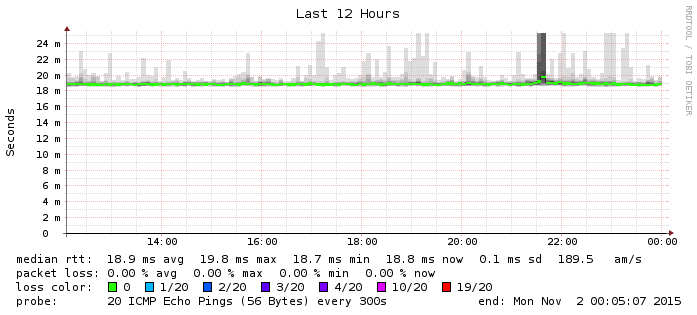 Last 12 Hours
RRDTOOL / TOBI OETIKER
Seconds
24 m
22 m
20 m
18 m
16 m
14 m
12 m
10 m
8 m
6 m
4 m
2 m
0
14:00 16:00 18:00 20:00 22:00 00:00
median rtt: 18.9 ms avg 19.8 ms max 18.7 ms min 18.8 ms now 0.1 ms sd 189.5 am/s
packet loss: 0.00 % avg 0.00 % max 0.00 % min 0.00 % now
loss color: 0 1/20 2/20 3/20 4/20 10/20 19/20
probe: 20 ICMP Echo Pings (56 Bytes) every 300s end: Mon Nov 2 00:05:07 2015